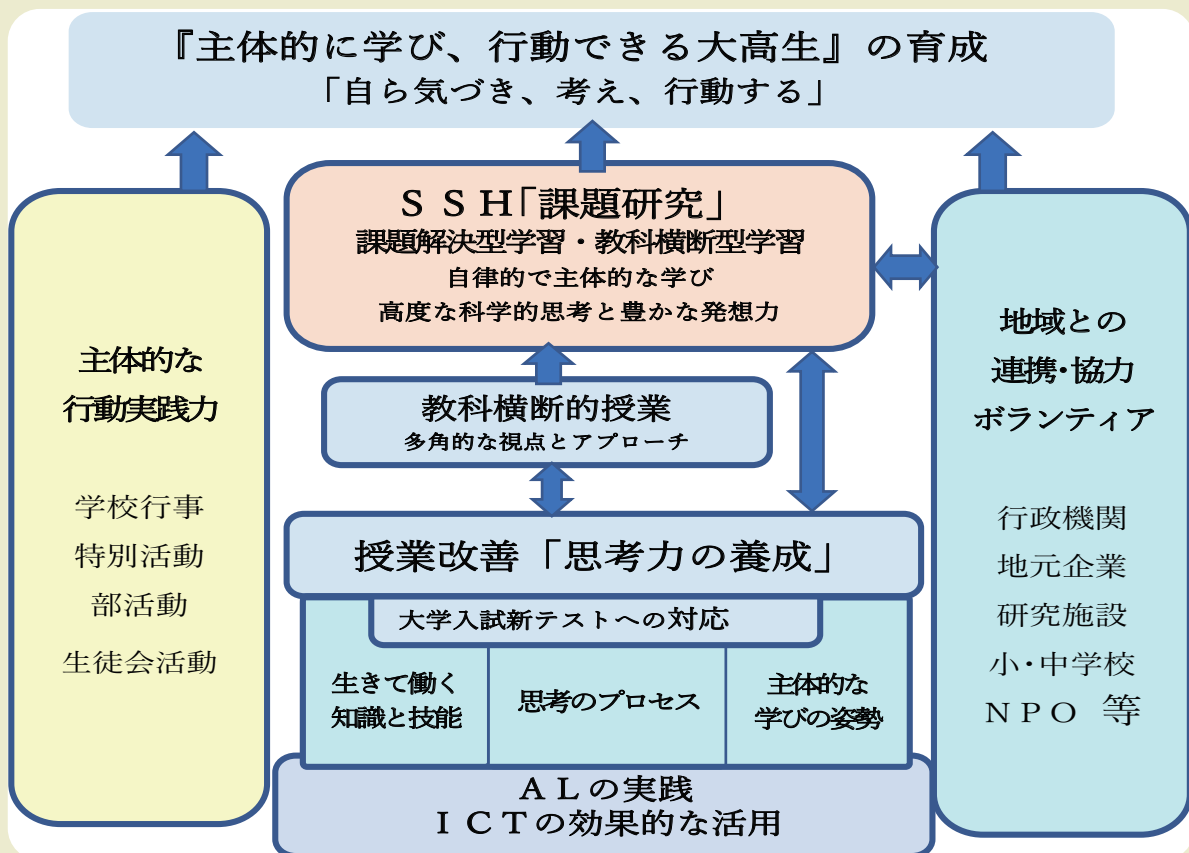 『主体的に学び、行動できる大高生』の育成
「自ら気づき、考え、行動する」
主体的な
行動実践力
学校行事
特別活動
部活動
生徒会活動
ＳＳＨ「課題研究」
課題解決型学習・教科横断型学習
自律的で主体的な学び
高度な科学的思考と豊かな発想力
教科横断的授業
多角的な視点とアプローチ
授業改善「思考力の養成」
大学入試新テストへの対応
生きて働く
知識と技能
思考のプロセス
主体的な
学びの姿勢
ＡＬの実践
ＩＣＴの効果的な活用
地域との
連携・協力
ボランティア
行政機関
地元企業
研究施設
小・中学校
ＮＰＯ 等